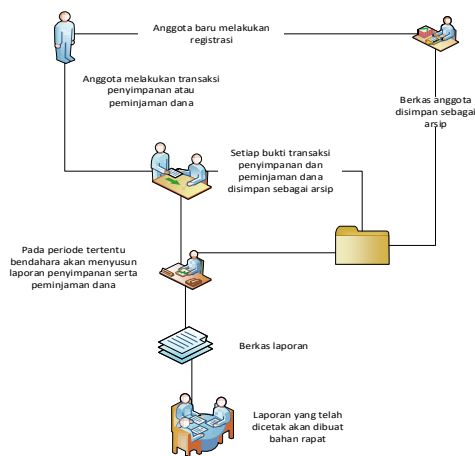 Anggota baru melakukan
registrasi
Anggota melakukan transaksi
penyimpanan atau
peminjaman dana
Berkas anggota
disimpan sebagai
arsip
Setiap bukti transaksi
penyimpanan dan
peminjaman dana
disimpan sebagai arsip
Pada periode tertentu
bendahara akan menyusun
laporan penyimpanan serta
peminjaman dana
Berkas laporan
Laporan yang telah
dicetak akan dibuat
bahan rapat